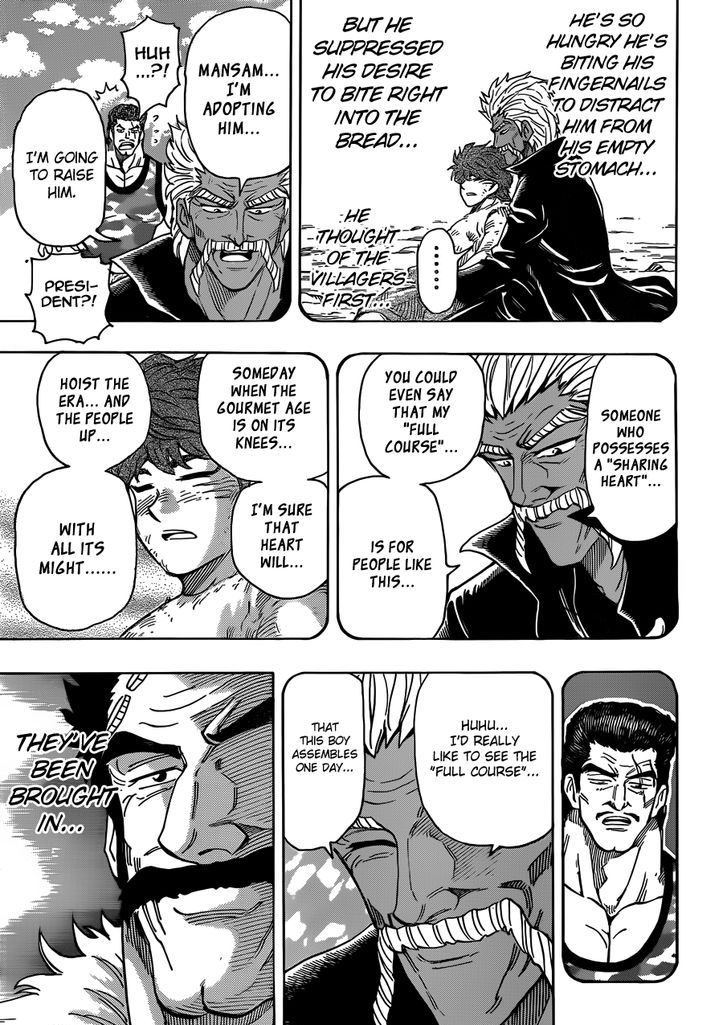 HE'S SO
HUNGRY HE'S
BITING HIS
FINGERNAILS
TO DISTRACT
HIM FROM
HIS EMPTY
STOMACH...
BUT HE
SUPPRESSED
HIS DESIRE
TO BITE RIGHT
INTO THE
BREAD...
HE
THOUGHT
OF THE
VILLAGERS
FIRST...
.....
MANSAM...
I'M
ADOPTING
HIM...
HUH
...?!
I'M GOING
TO RAISE
HIM.
PRESI-
DENT?!
SOMEONE
WHO
POSSESSES
A "SHARING
HEART"...
YOU COULD
EVEN SAY
THAT MY
"FULL
COURSE"...
IS FOR
PEOPLE LIKE
THIS...
SOMEDAY
WHEN THE
GOURMET AGE
IS ON ITS
KNEES...
I'M SURE
THAT
HEART
WILL...
HOIST THE
ERA... AND
THE PEOPLE
UP...
WITH
ALL ITS
MIGHT......
HUHU...
I'D REALLY
LIKE TO SEE THE
"FULL COURSE"...
THAT
THIS BOY
ASSEMBLES
ONE DAY...
THEY'VE
BEEN
BROUGHT
IN...